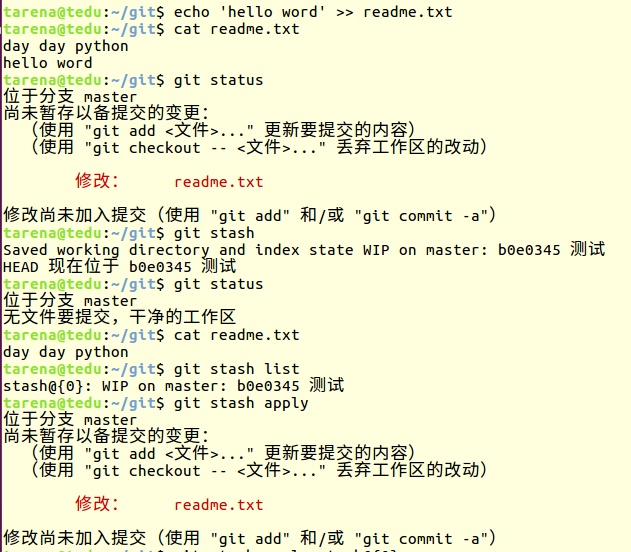 tarena@tedu:~/git$ echo 'hello word' >> readme.txt
tarena@tedu:~/git$ cat readme.txt
day day python
hello word
tarena@tedu:~/git$ git status
位于分支 master
尚未暂存以备提交的变更：
（使用 "git add <文件>..." 更新要提交的内容）
（使用 "git checkout -- <文件>..." 丢弃工作区的改动）
修改： readme.txt
修改尚未加入提交（使用 "git add" 和/或 "git commit -a"）
tarena@tedu:~/git$ git stash
Saved working directory and index state WIP on master: b0e0345 测试
HEAD 现在位于 b0e0345 测试
tarena@tedu:~/git$ git status
位于分支 master
无文件要提交，干净的工作区
tarena@tedu:~/git$ cat readme.txt
day day python
tarena@tedu:~/git$ git stash list
stash@{0}: WIP on master: b0e0345 测试
tarena@tedu:~/git$ git stash apply
位于分支 master
尚未暂存以备提交的变更：
（使用 "git add <文件>..." 更新要提交的内容）
（使用 "git checkout -- <文件>..." 丢弃工作区的改动）
修改： readme.txt
修改尚未加入提交（使用 "git add" 和/或 "git commit -a"）